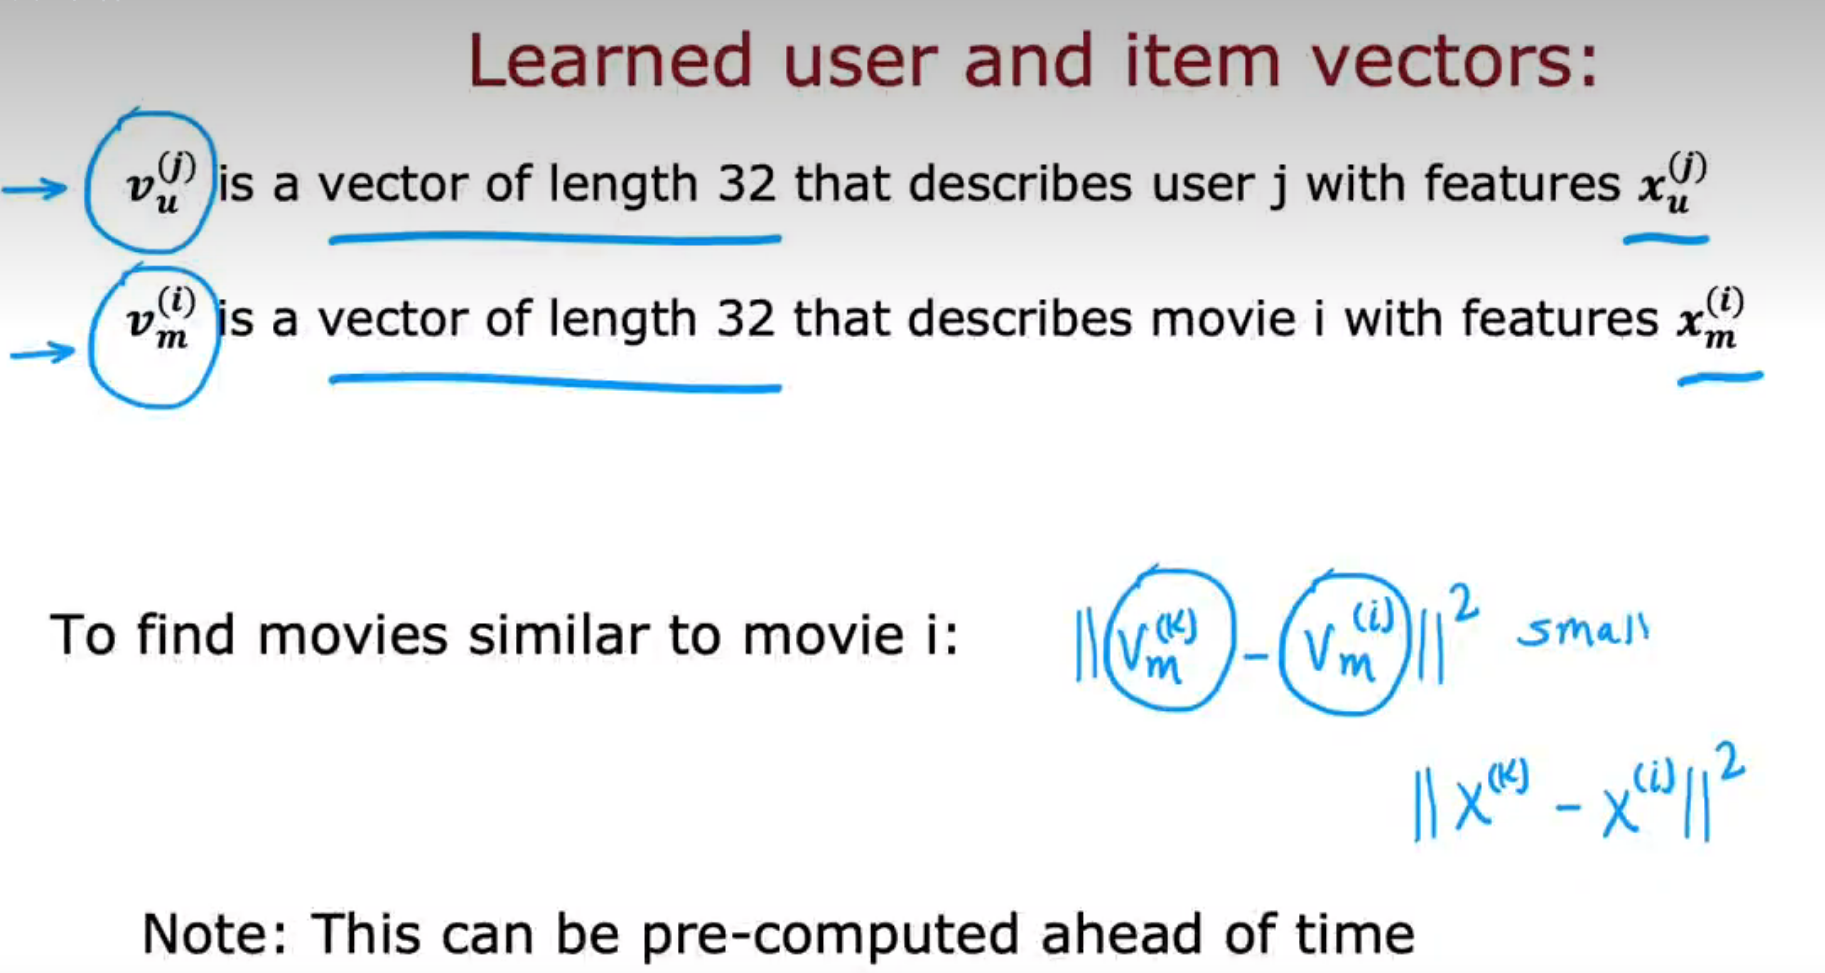 Learned user and item vectors:
v_u^(j) is a vector of length 32 that describes user j with features x_u^(j)
v_m^(i) is a vector of length 32 that describes movie i with features x_m^(i)
To find movies similar to movie i: ||v_m^(k) - v_m^(i)||^2 small
||x^(k) - x^(i)||^2
Note: This can be pre-computed ahead of time